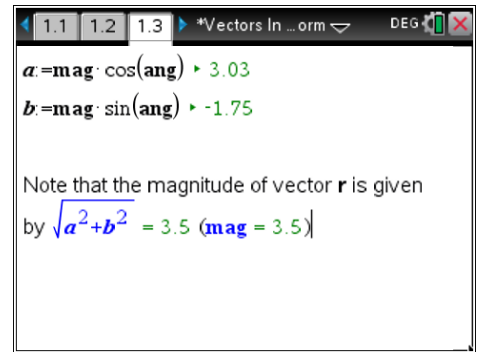 1.1 1.2 1.3 *Vectors In ...orm DEG
a:=mag·cos(ang) ▸ 3.03
b:=mag·sin(ang) ▸ -1.75
Note that the magnitude of vector r is given
by √a²+b² = 3.5 (mag = 3.5)